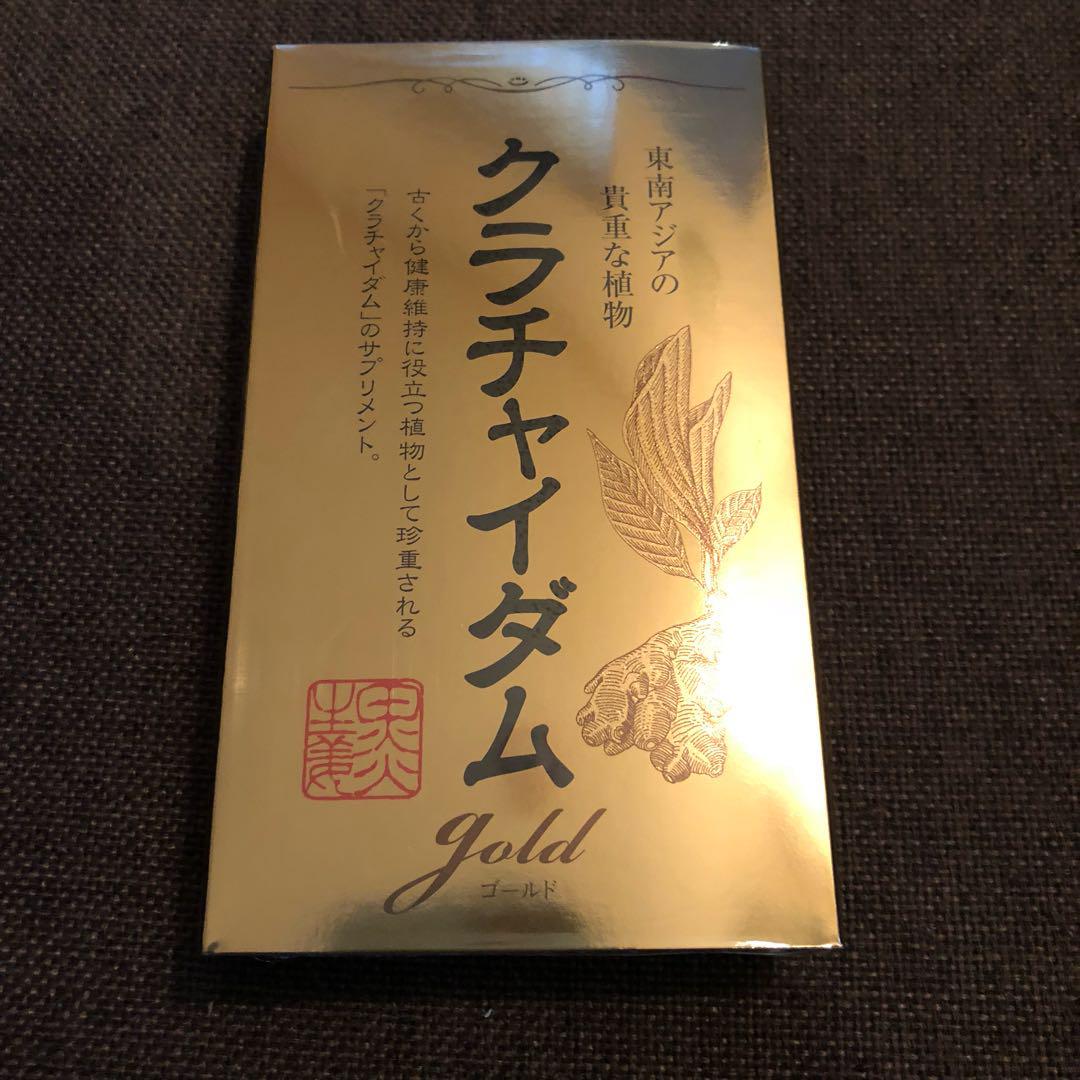 東南アジアの
貴重な植物
クラチャイダム
gold
ゴールド
古くから健康維持に役立つ植物として珍重される
「クラチャイダム」のサプリメント。